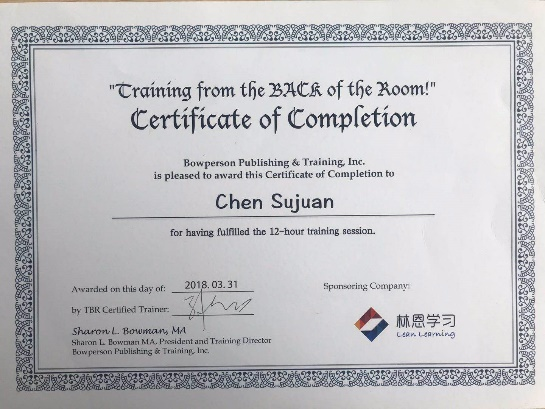 "Training from the BACK of the Room!"
Certificate of Completion
Bowperson Publishing & Training, Inc.
is pleased to award this Certificate of Completion to
Chen Sujuan
for having fulfilled the 12-hour training session.
Awarded on this day of: 2018.03.31
by TBR Certified Trainer:
Sharon L. Bowman, MA
Sharon L. Bowman MA, President and Training Director
Bowperson Publishing & Training, Inc.
Sponsoring Company:
林恩学习
Lean Learning